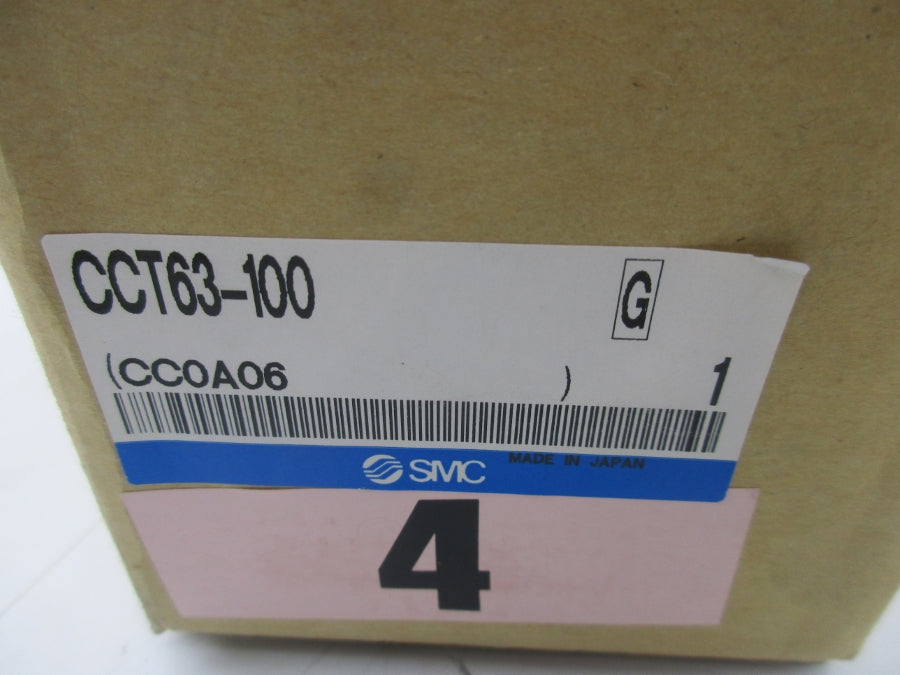 CCT63-100
G
(CC0A06 )
1
SMC MADE IN JAPAN
4